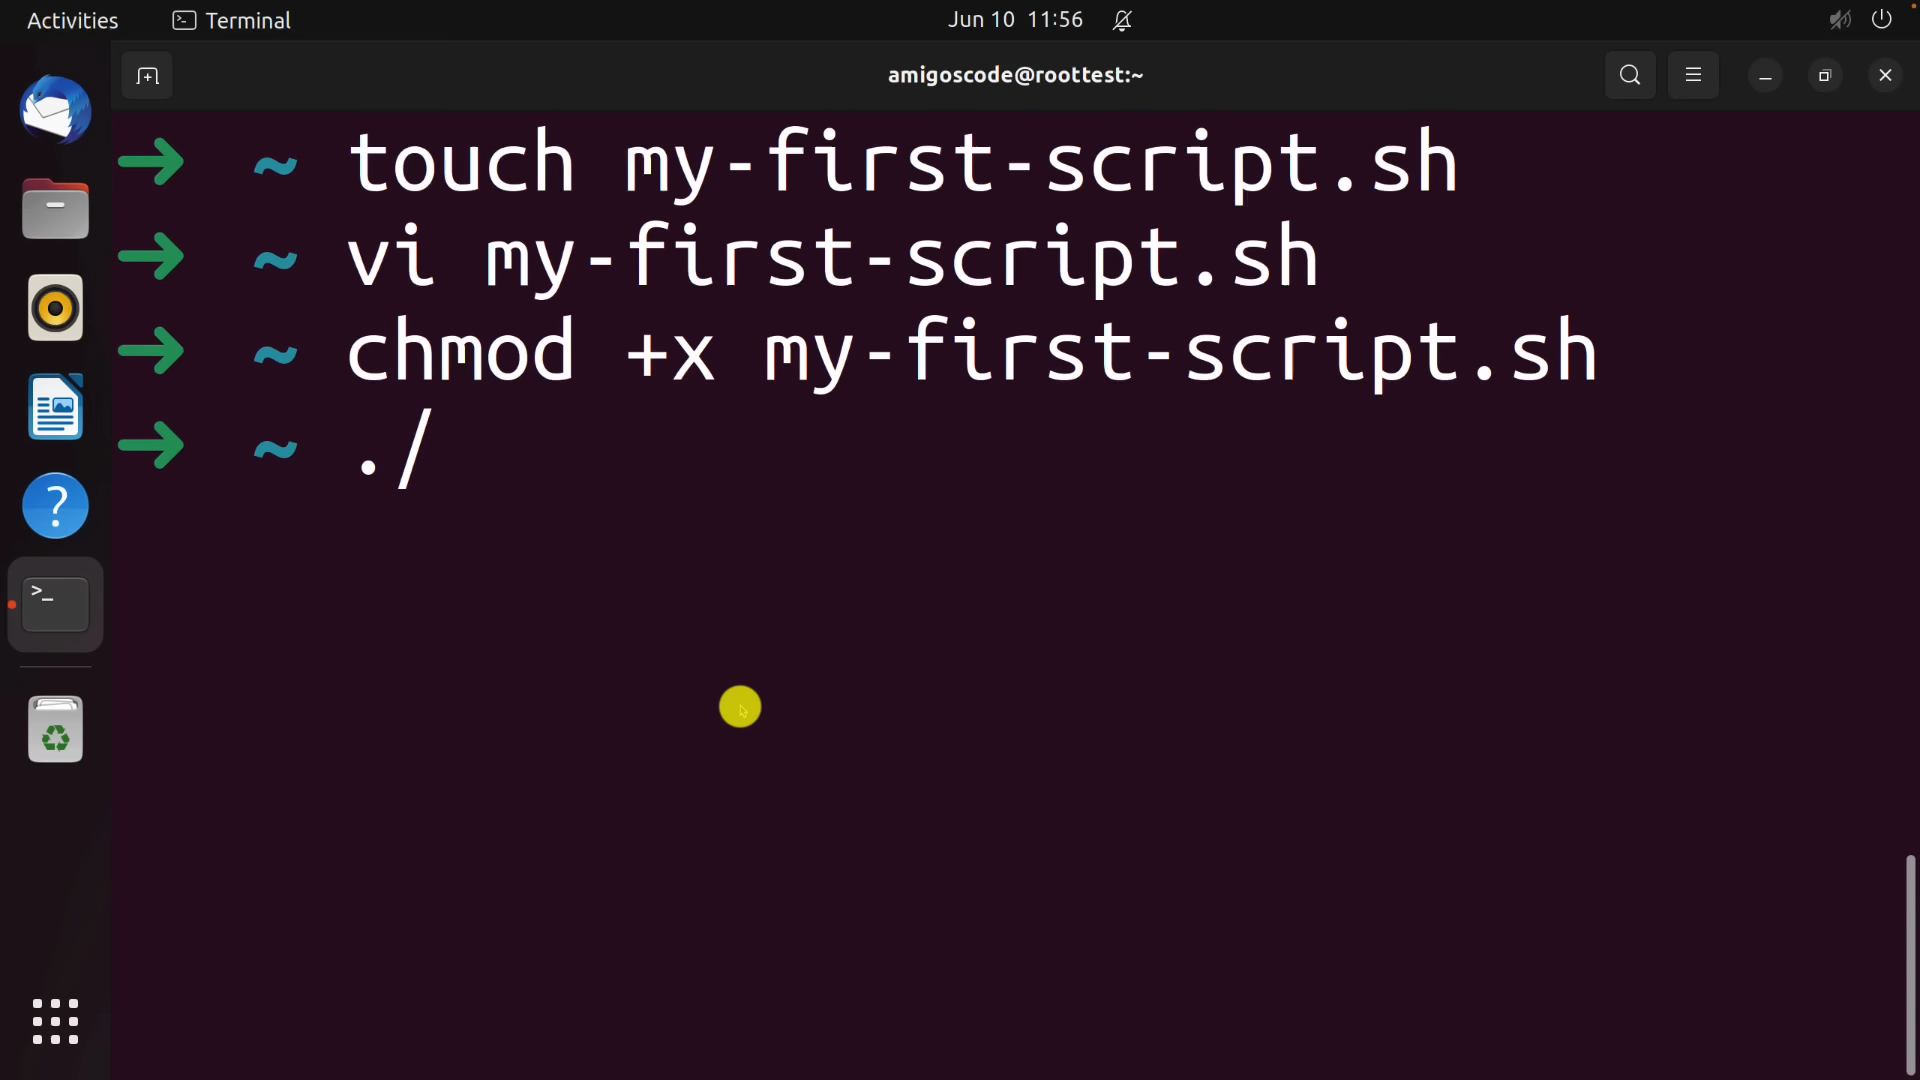 Activities
Terminal
Jun 10 11:56
amigoscode@roottest:~
➜ ~ touch my-first-script.sh
➜ ~ vi my-first-script.sh
➜ ~ chmod +x my-first-script.sh
➜ ~ ./